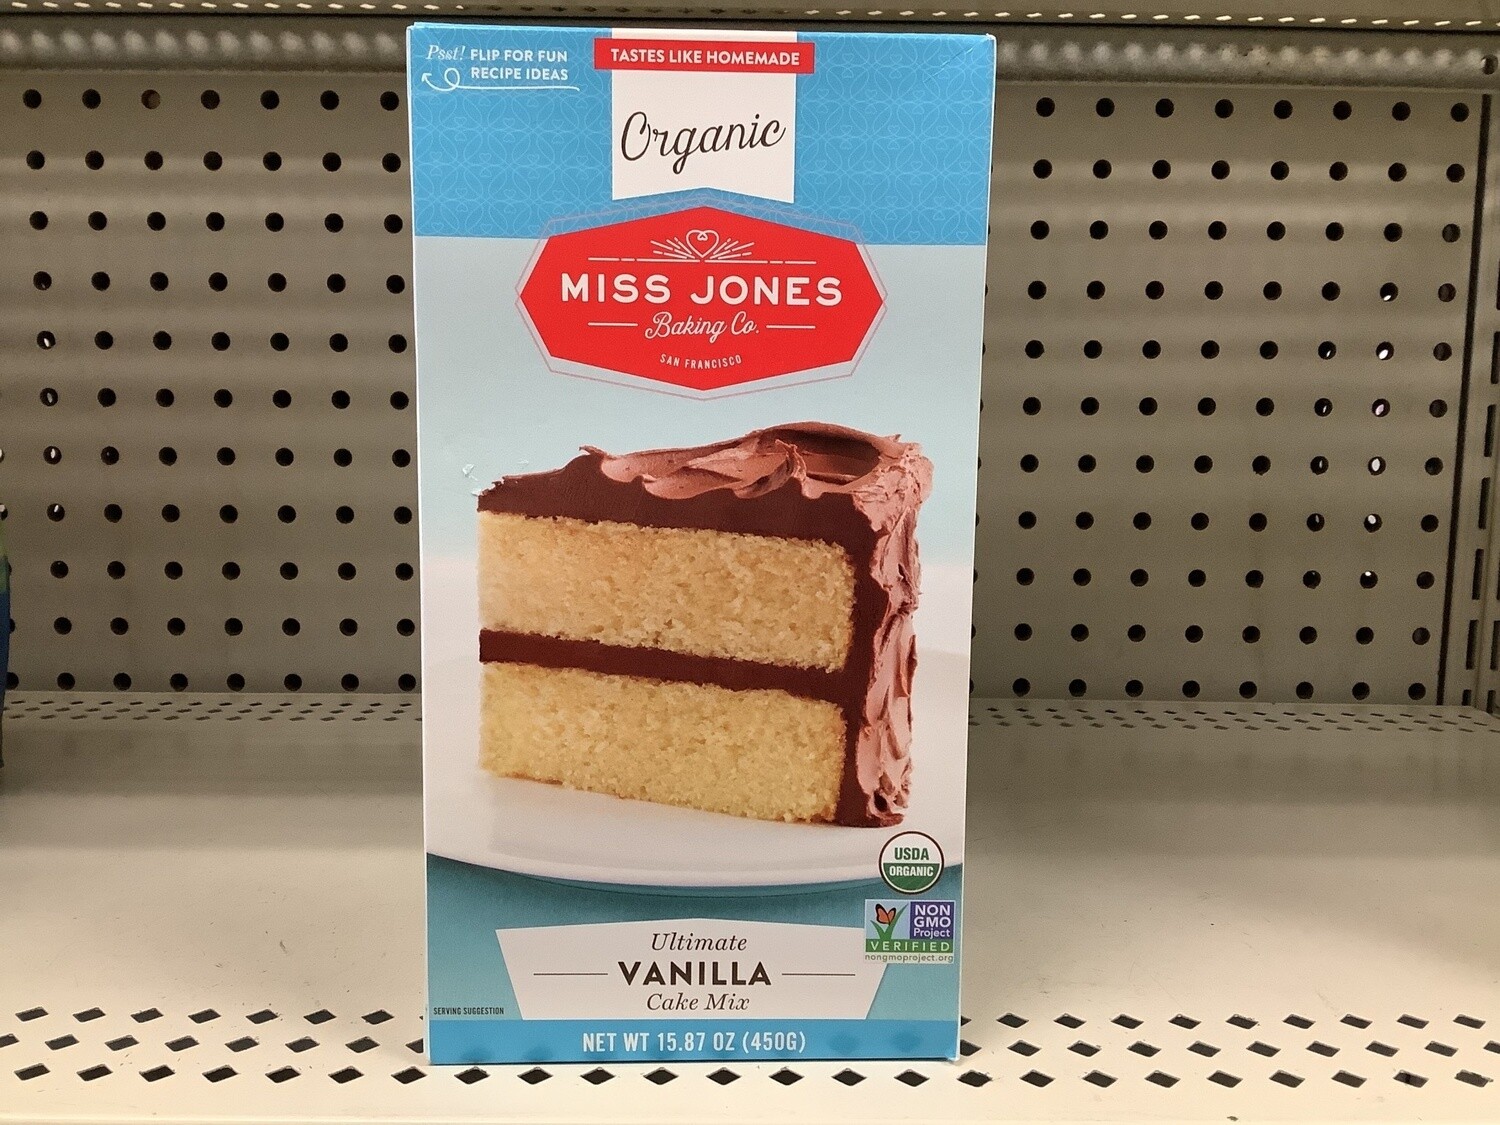 Psst! FLIP FOR FUN
RECIPE IDEAS
TASTES LIKE HOMEMADE
Organic
MISS JONES
Baking Co.
SAN FRANCISCO
USDA
ORGANIC
NON
GMO
Project
VERIFIED
nongmoproject.org
Ultimate
VANILLA
Cake Mix
SERVING SUGGESTION
NET WT 15.87 OZ (450G)